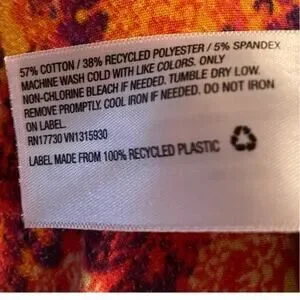 57% COTTON / 38% RECYCLED POLYESTER / 5% SPANDEX
MACHINE WASH COLD WITH LIKE COLORS. ONLY
NON-CHLORINE BLEACH IF NEEDED. TUMBLE DRY LOW.
REMOVE PROMPTLY. COOL IRON IF NEEDED. DO NOT IRON
ON LABEL.
RN17730 VN1315930
LABEL MADE FROM 100% RECYCLED PLASTIC